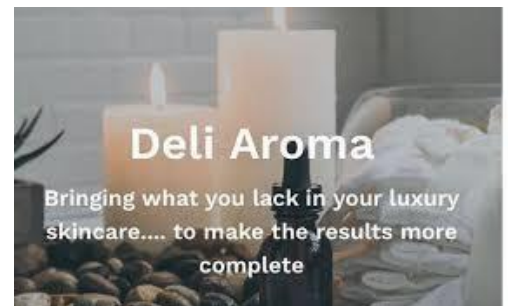 Deli Aroma
Bringing what you lack in your luxury
skincare.... to make the results more
complete